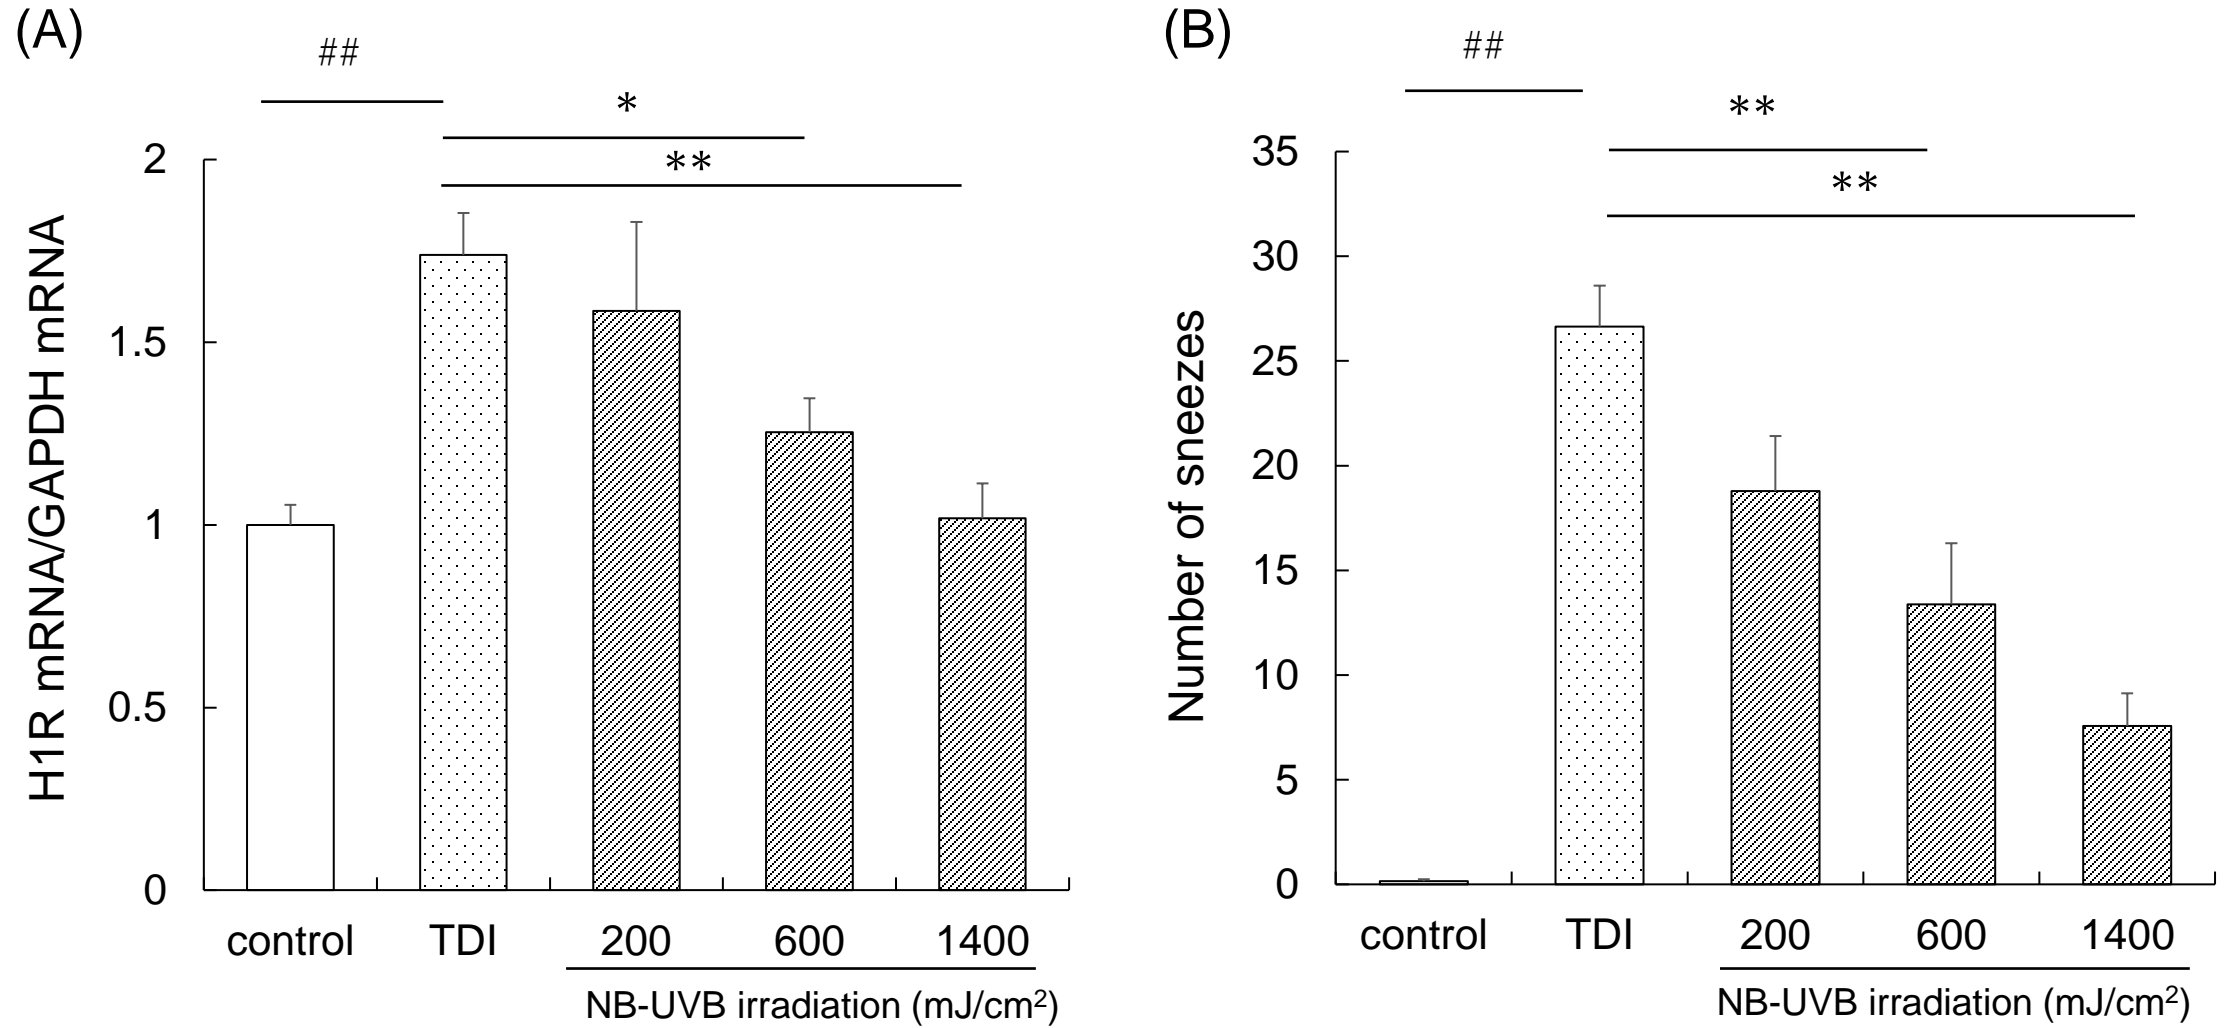 (A)
##
*
**
2
1.5
1
0.5
0
H1R mRNA/GAPDH mRNA
control TDI 200 600 1400
NB-UVB irradiation (mJ/cm²)
(B)
##
**
**
35
30
25
20
15
10
5
0
Number of sneezes
control TDI 200 600 1400
NB-UVB irradiation (mJ/cm²)